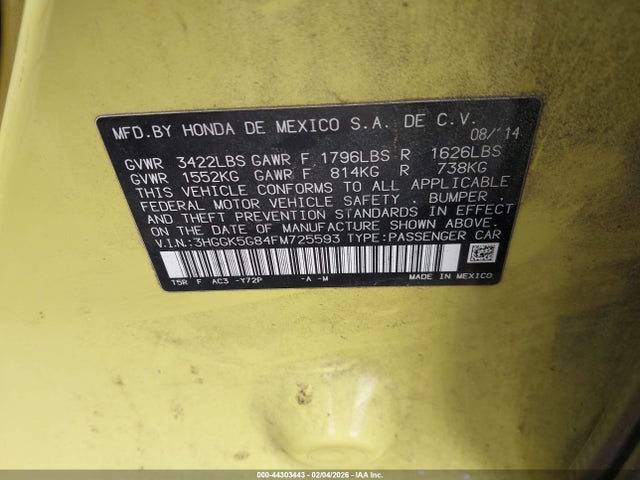 MFD.BY HONDA DE MEXICO S.A. DE C.V.
08/'14
GVWR 3422LBS GAWR F 1796LBS R 1626LBS
GVWR 1552KG GAWR F 814KG R 738KG
THIS VEHICLE CONFORMS TO ALL APPLICABLE
FEDERAL MOTOR VEHICLE SAFETY . BUMPER .
AND THEFT PREVENTION STANDARDS IN EFFECT
ON THE DATE OF MANUFACTURE SHOWN ABOVE.
V.I.N:3HGGK5G84FM725593 TYPE:PASSENGER CAR
T5R F AC3 -Y72P -A -M MADE IN MEXICO
000-44303443 - 02/04/2026 - IAA Inc.